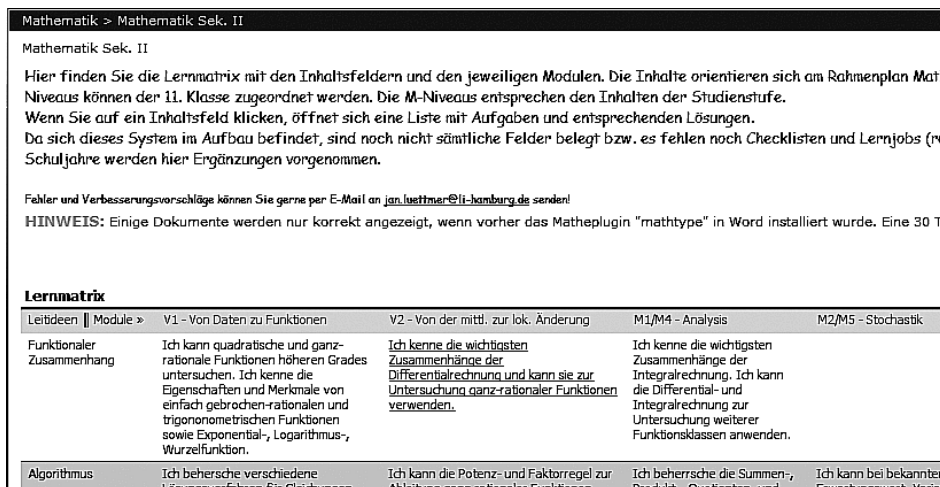 Mathematik > Mathematik Sek. II
Mathematik Sek. II
Hier finden Sie die Lernmatrix mit den Inhaltsfeldern und den jeweiligen Modulen. Die Inhalte orientieren sich am Rahmenplan Mat
Niveaus können der 11. Klasse zugeordnet werden. Die M-Niveaus entsprechen den Inhalten der Studienstufe.
Wenn Sie auf ein Inhaltsfeld klicken, öffnet sich eine Liste mit Aufgaben und entsprechenden Lösungen.
Da sich dieses System im Aufbau befindet, sind noch nicht sämtliche Felder belegt bzw. es fehlen noch Checklisten und Lernjobs (r
Schuljahre werden hier Ergänzungen vorgenommen.
Fehler und Verbesserungsvorschläge können Sie gerne per E-Mail an jan.luettmer@li-hamburg.de senden!
HINWEIS: Einige Dokumente werden nur korrekt angezeigt, wenn vorher das Matheplugin "mathtype" in Word installiert wurde. Eine 30 T
Lernmatrix
Leitideen || Module » V1 - Von Daten zu Funktionen V2 - Von der mittl. zur lok. Änderung M1/M4 - Analysis M2/M5 - Stochastik
Funktionaler Ich kann quadratische und ganz- Ich kenne die wichtigsten Ich kenne die wichtigsten
Zusammenhang rationale Funktionen höheren Grades Zusammenhänge der Zusammenhänge der
untersuchen. Ich kenne die Differentialrechnung und kann sie zur Integralrechnung. Ich kann
Eigenschaften und Merkmale von Untersuchung ganz-rationaler Funktionen die Differential- und
einfach gebrochen-rationalen und verwenden. Integralrechnung zur
trigononometrischen Funktionen Untersuchung weiterer
sowie Exponential-, Logarithmus-, Funktionsklassen anwenden.
Wurzelfunktion.
Algorithmus Ich behersche verschiedene Ich kann die Potenz- und Faktorregel zur Ich beherrsche die Summen-, Ich kann bei bekannten